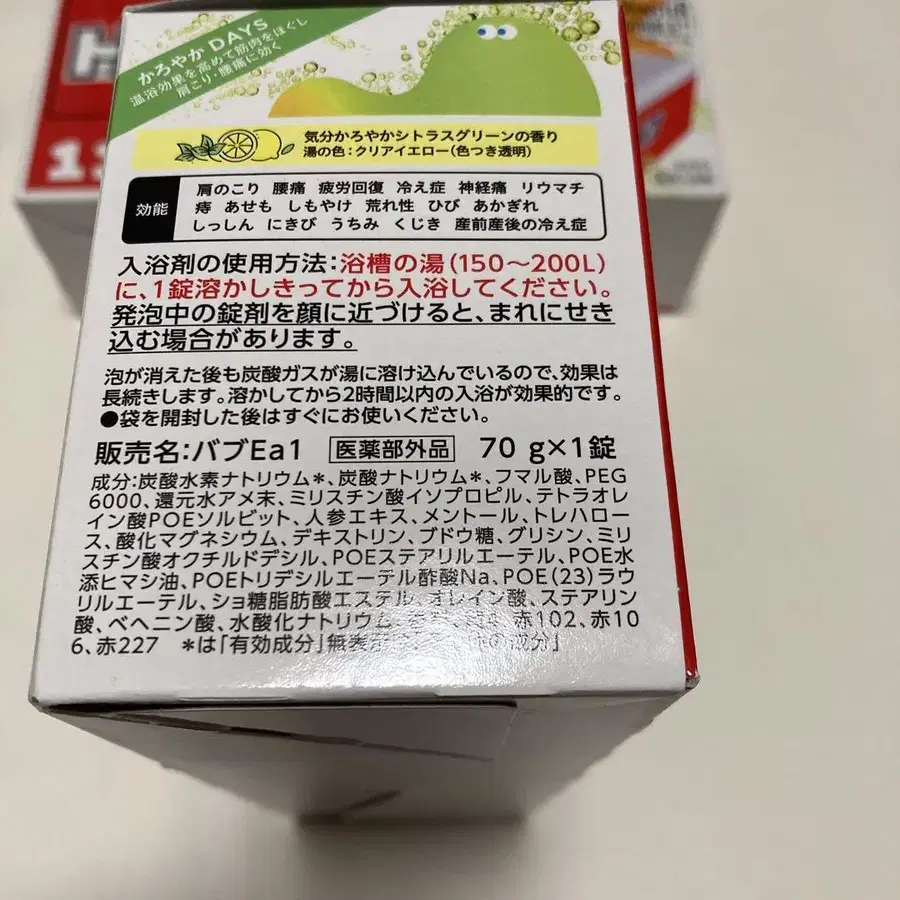 かろやか DAYS
温浴効果を高めて筋肉をほぐし
肩こり・腰痛に効く
気分かろやかシトラスグリーンの香り
湯の色：クリアイエロー（色つき透明）
効能
肩のこり 腰痛 疲労回復 冷え症 神経痛 リウマチ
痔 あせも しもやけ 荒れ性 ひび あかぎれ
しっしん にきび うちみ くじき 産前産後の冷え症
入浴剤の使用方法：浴槽の湯（150〜200L）
に、1錠溶かしきってから入浴してください。
発泡中の錠剤を顔に近づけると、まれにせき
込む場合があります。
泡が消えた後も炭酸ガスが湯に溶け込んでいるので、効果は
長続きします。溶かしてから2時間以内の入浴が効果的です。
●袋を開封した後はすぐにお使いください。
販売名：バブEa1 医薬部外品 70 g×1錠
成分：炭酸水素ナトリウム＊、炭酸ナトリウム＊、フマル酸、PEG
6000、還元水アメ末、ミリスチン酸イソプロピル、テトラオレ
イン酸POEソルビット、人参エキス、メントール、トレハロー
ス、酸化マグネシウム、デキストリン、ブドウ糖、グリシン、ミリ
スチン酸オクチルドデシル、POEステアリルエーテル、POE水
添ヒマシ油、POEトリデシルエーテル酢酸Na、POE（23）ラウ
リルエーテル、ショ糖脂肪酸エステル、オレイン酸、ステアリン
酸、ベヘニン酸、水酸化ナトリウム、赤102、赤10
6、赤227 ＊は「有効成分」無表示 の成分」